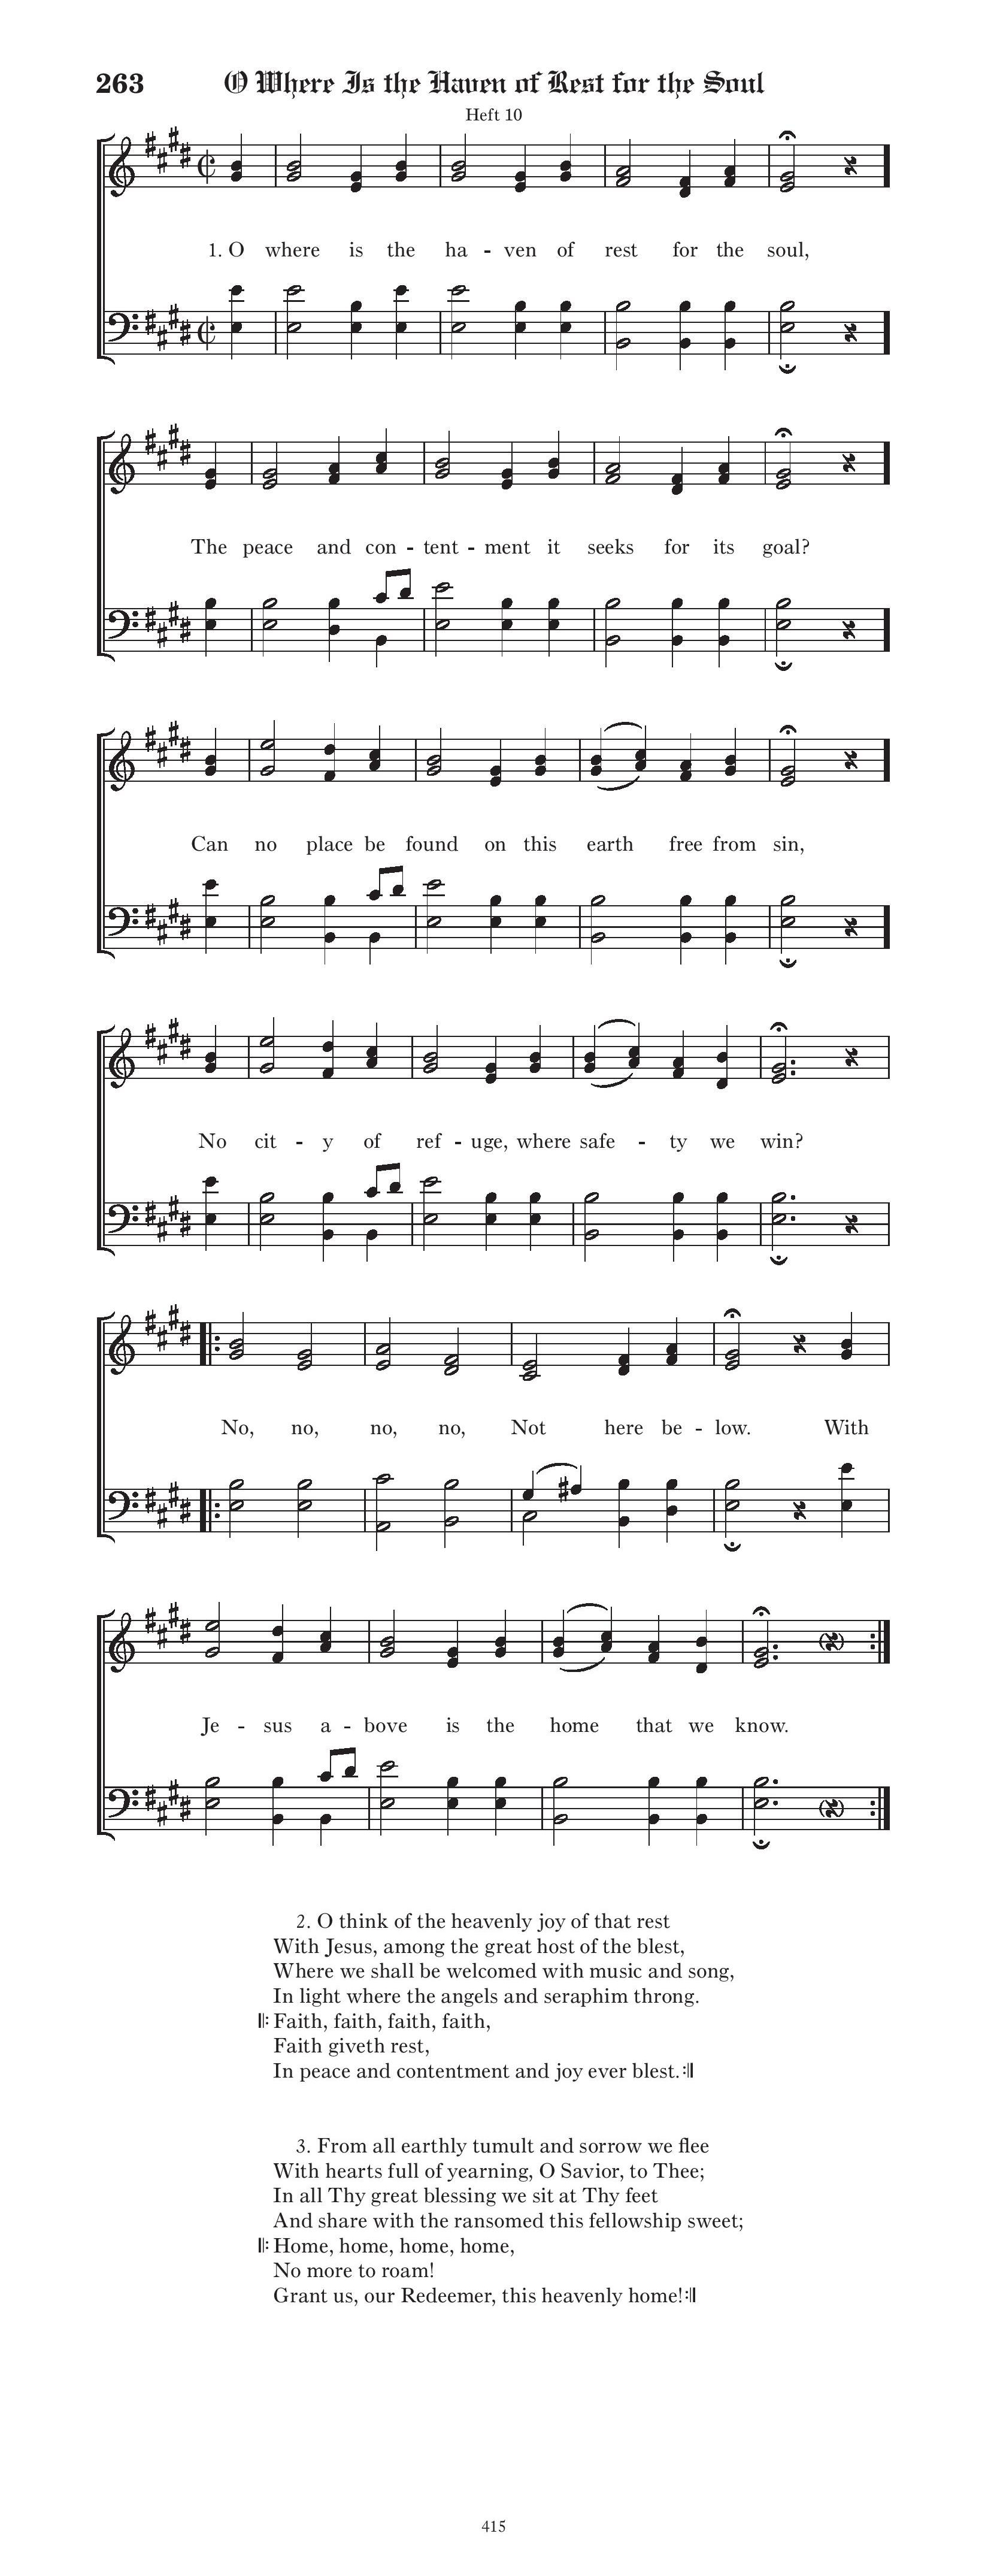 263 O Where Is the Haven of Rest for the Soul
Heft 10
1. O where is the ha - ven of rest for the soul,
The peace and con - tent - ment it seeks for its goal?
Can no place be found on this earth free from sin,
No cit - y of ref - uge, where safe - ty we win?
No, no, no, no, Not here be - low. With
Je - sus a - bove is the home that we know.
2. O think of the heavenly joy of that rest
With Jesus, among the great host of the blest,
Where we shall be welcomed with music and song,
In light where the angels and seraphim throng.
𝄆 Faith, faith, faith, faith,
Faith giveth rest,
In peace and contentment and joy ever blest. 𝄇
3. From all earthly tumult and sorrow we flee
With hearts full of yearning, O Savior, to Thee;
In all Thy great blessing we sit at Thy feet
And share with the ransomed this fellowship sweet;
𝄆 Home, home, home, home,
No more to roam!
Grant us, our Redeemer, this heavenly home! 𝄇
415